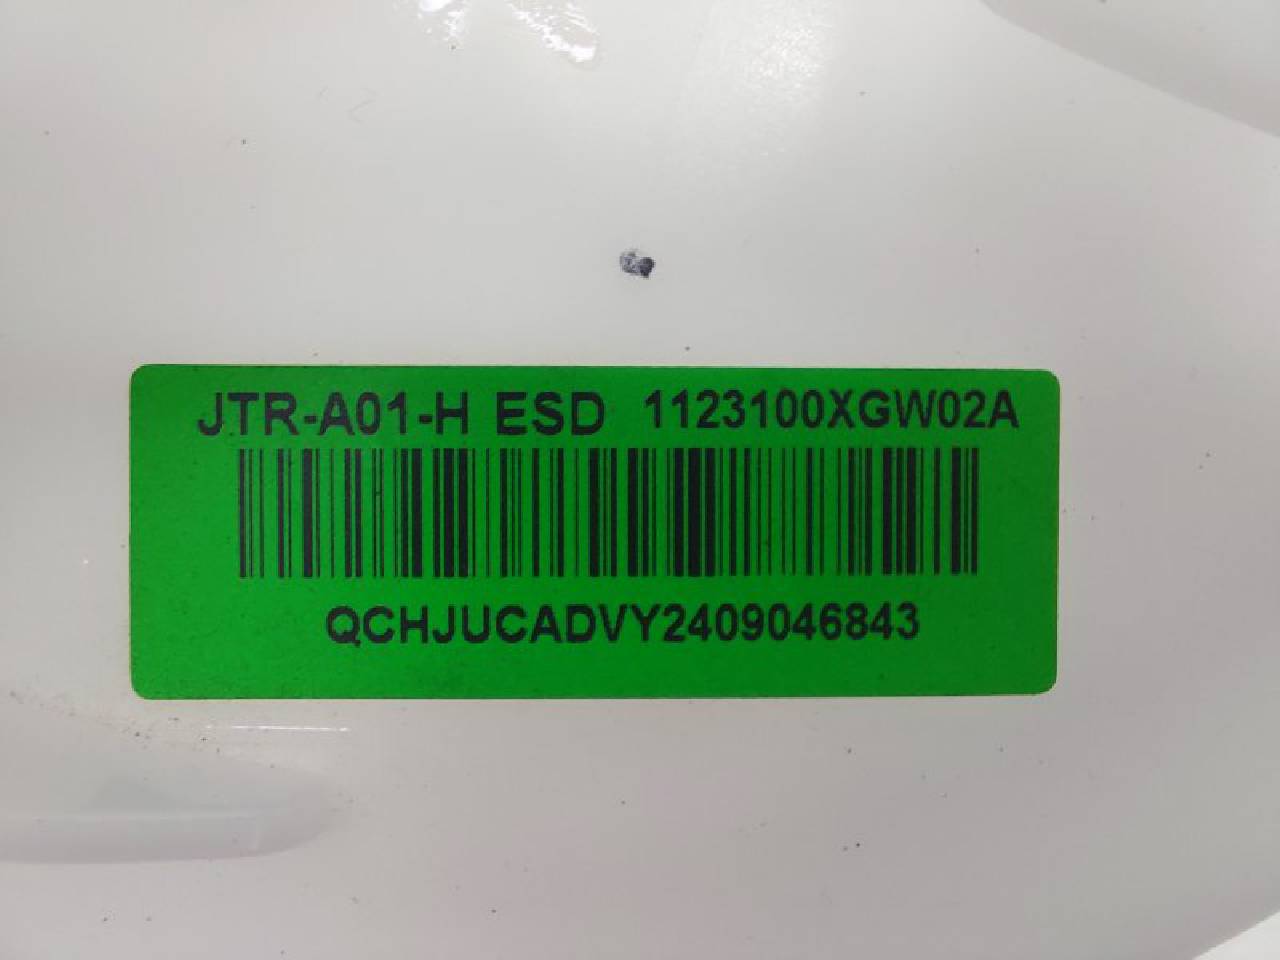 JTR-A01-H ESD 1123100XGW02A
QCHJUCADVY2409046843